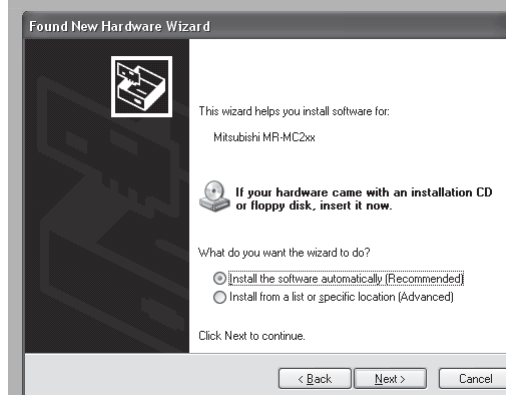 Found New Hardware Wizard
This wizard helps you install software for:
Mitsubishi MR-MC2xx
If your hardware came with an installation CD
or floppy disk, insert it now.
What do you want the wizard to do?
Install the software automatically (Recommended)
Install from a list or specific location (Advanced)
Click Next to continue.
< Back Next > Cancel